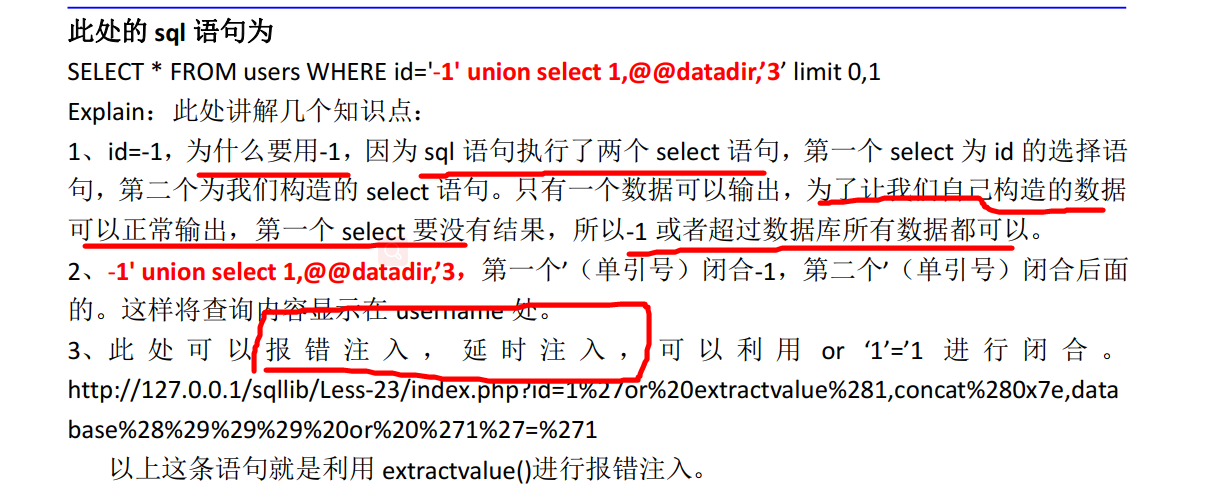 此处的 sql 语句为
SELECT * FROM users WHERE id='-1' union select 1,@@datadir,’3’ limit 0,1
Explain：此处讲解几个知识点：
1、id=-1，为什么要用-1，因为 sql 语句执行了两个 select 语句，第一个 select 为 id 的选择语
句，第二个为我们构造的 select 语句。只有一个数据可以输出，为了让我们自己构造的数据
可以正常输出，第一个 select 要没有结果，所以-1 或者超过数据库所有数据都可以。
2、-1' union select 1,@@datadir,’3，第一个’（单引号）闭合-1，第二个’（单引号）闭合后面
的。这样将查询内容显示在 username 处。
3、此处可以报错注入，延时注入，可以利用 or ‘1’=’1 进行闭合。
http://127.0.0.1/sqllib/Less-23/index.php?id=1%27or%20extractvalue%281,concat%280x7e,data
base%28%29%29%29%20or%20%271%27=%271
以上这条语句就是利用 extractvalue()进行报错注入。